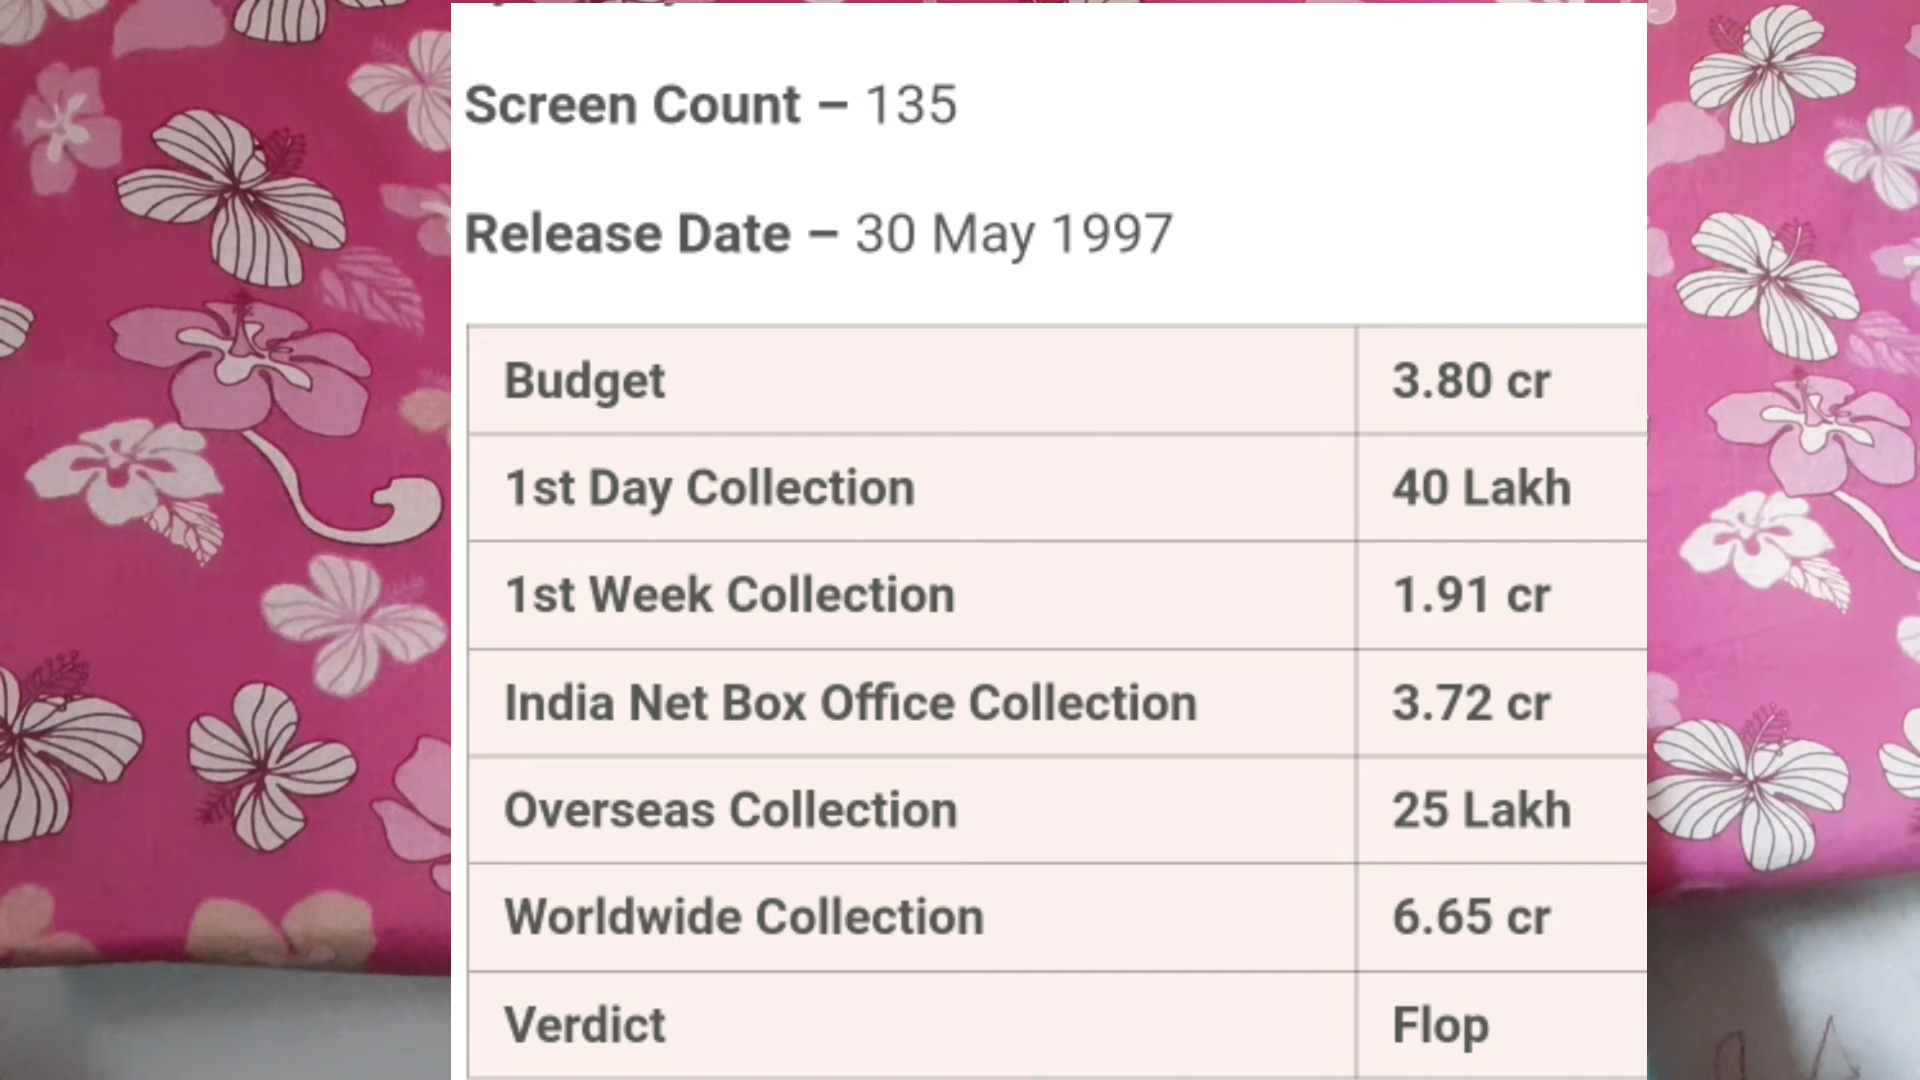 Screen Count – 135
Release Date – 30 May 1997
Budget 3.80 cr
1st Day Collection 40 Lakh
1st Week Collection 1.91 cr
India Net Box Office Collection 3.72 cr
Overseas Collection 25 Lakh
Worldwide Collection 6.65 cr
Verdict Flop